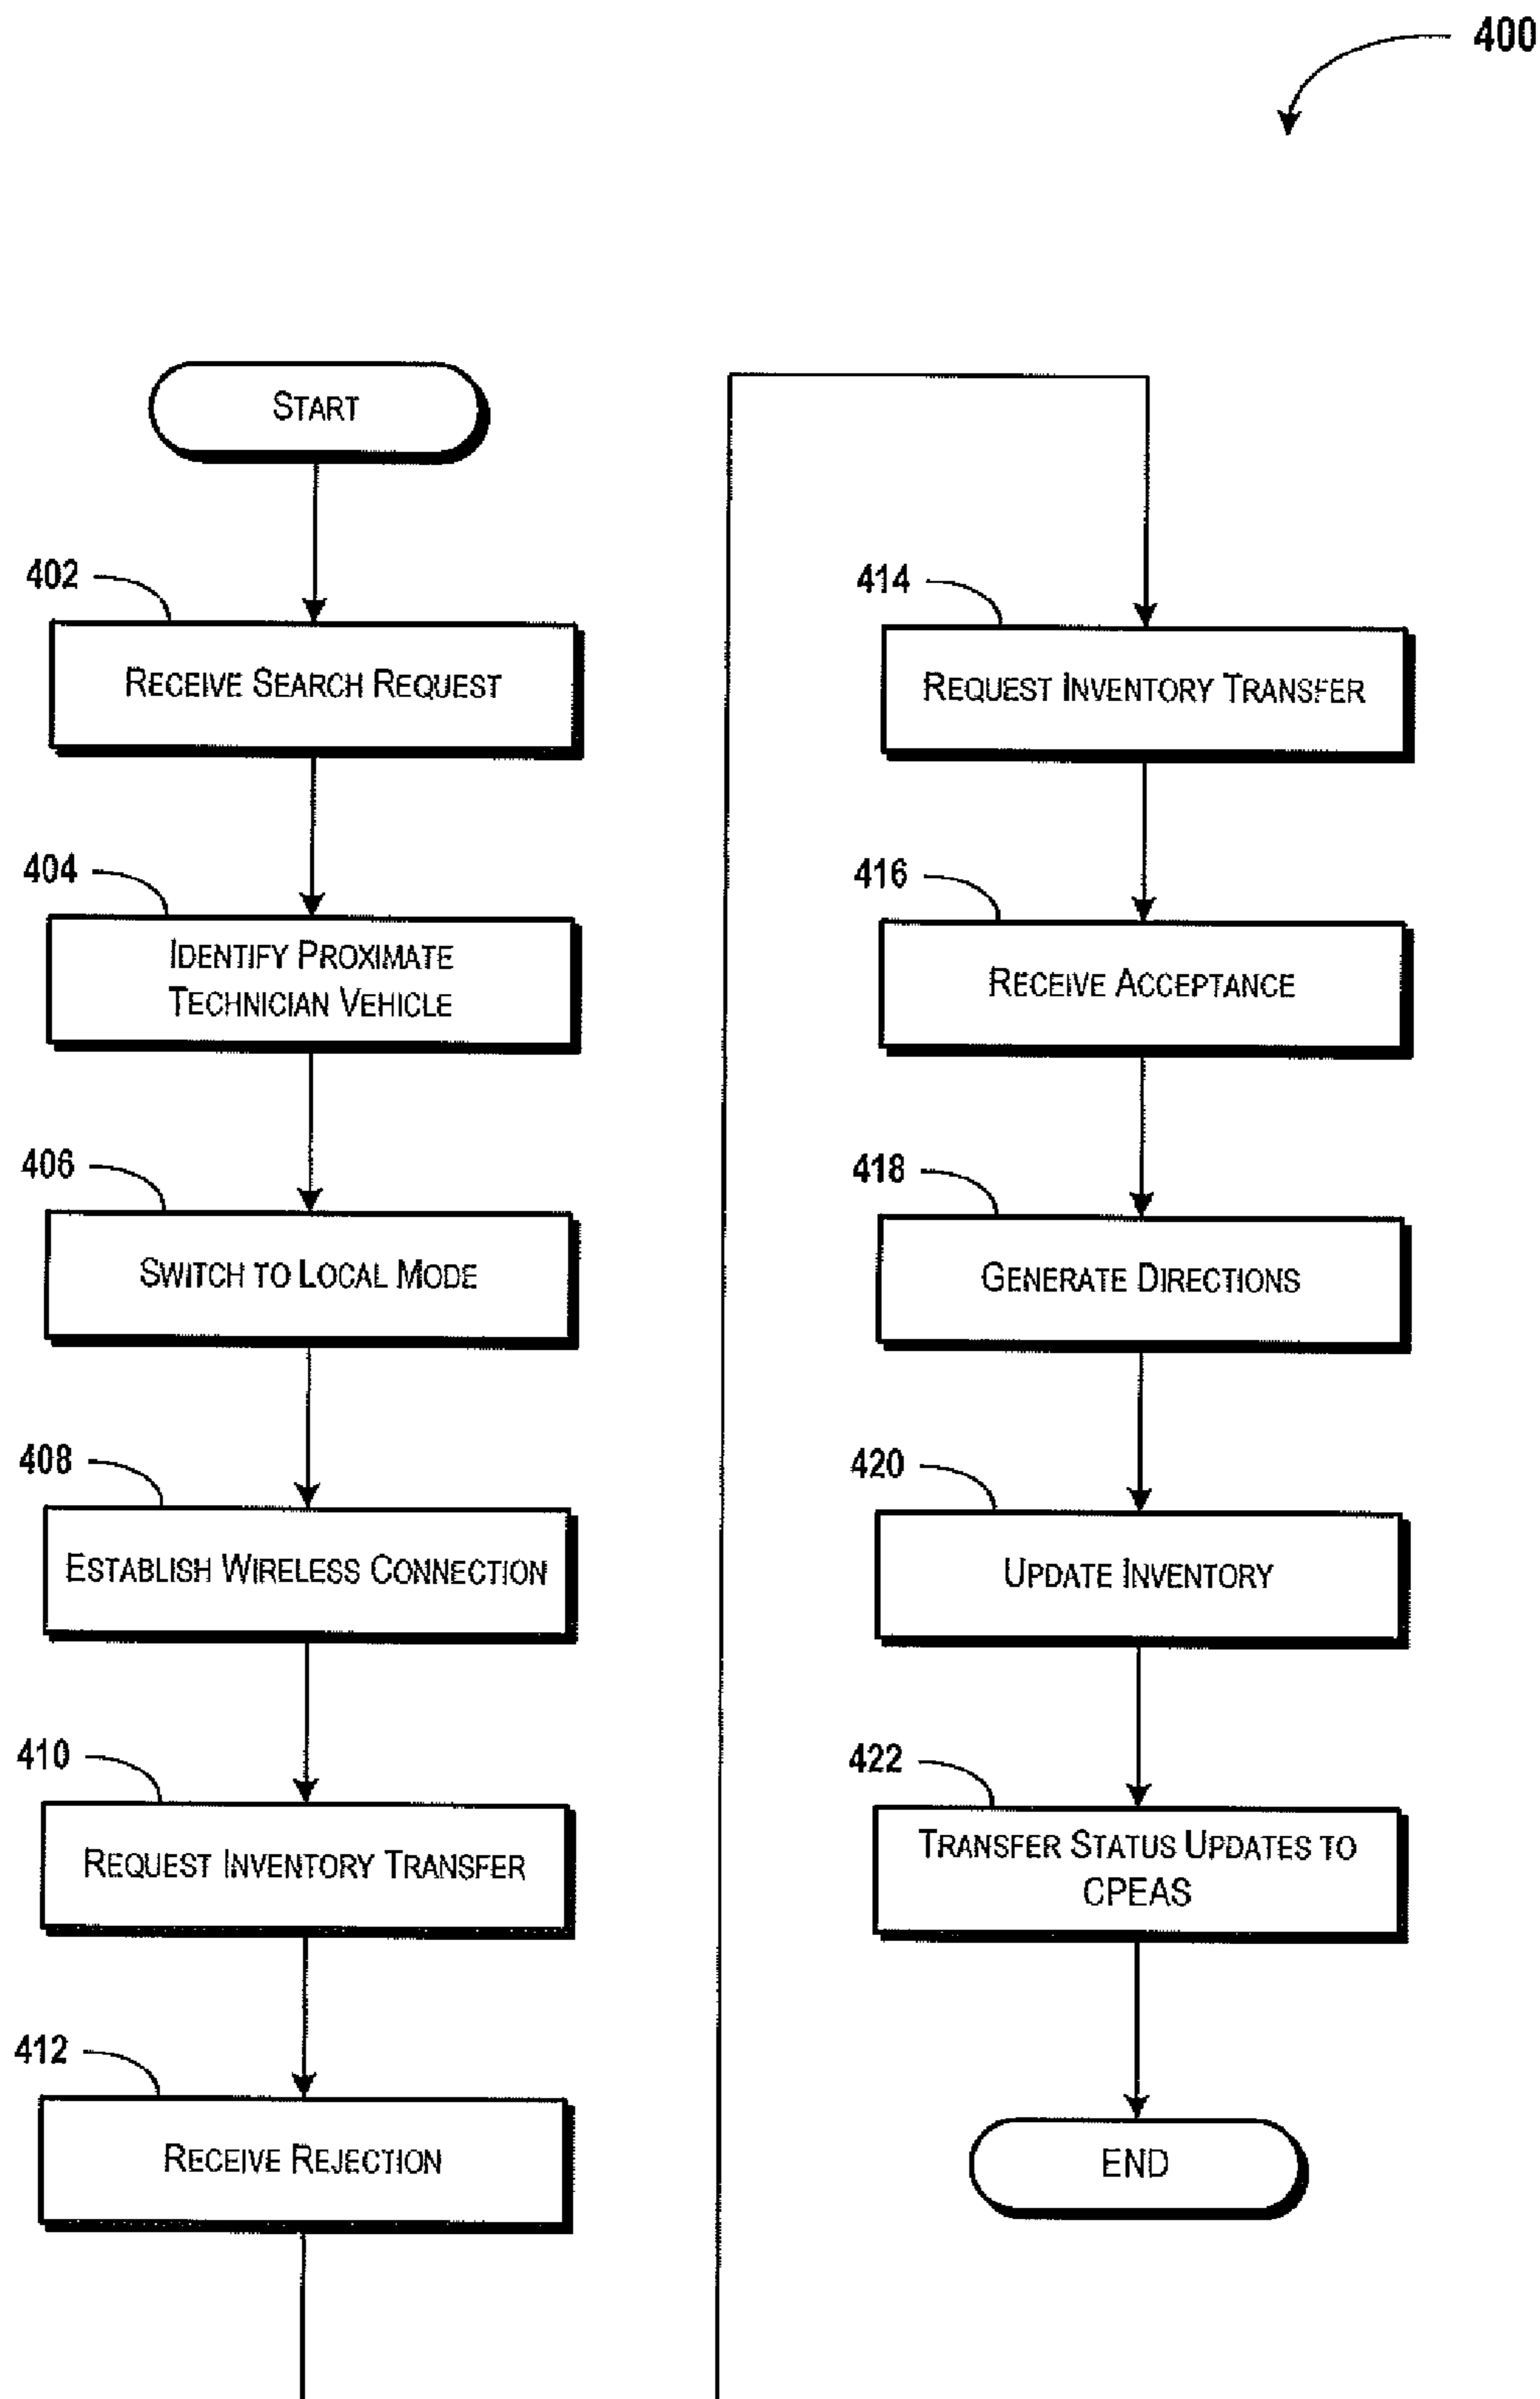 400
START
402
RECEIVE SEARCH REQUEST
404
IDENTIFY PROXIMATE
TECHNICIAN VEHICLE
406
SWITCH TO LOCAL MODE
408
ESTABLISH WIRELESS CONNECTION
410
REQUEST INVENTORY TRANSFER
412
RECEIVE REJECTION
414
REQUEST INVENTORY TRANSFER
416
RECEIVE ACCEPTANCE
418
GENERATE DIRECTIONS
420
UPDATE INVENTORY
422
TRANSFER STATUS UPDATES TO
CPEAS
END